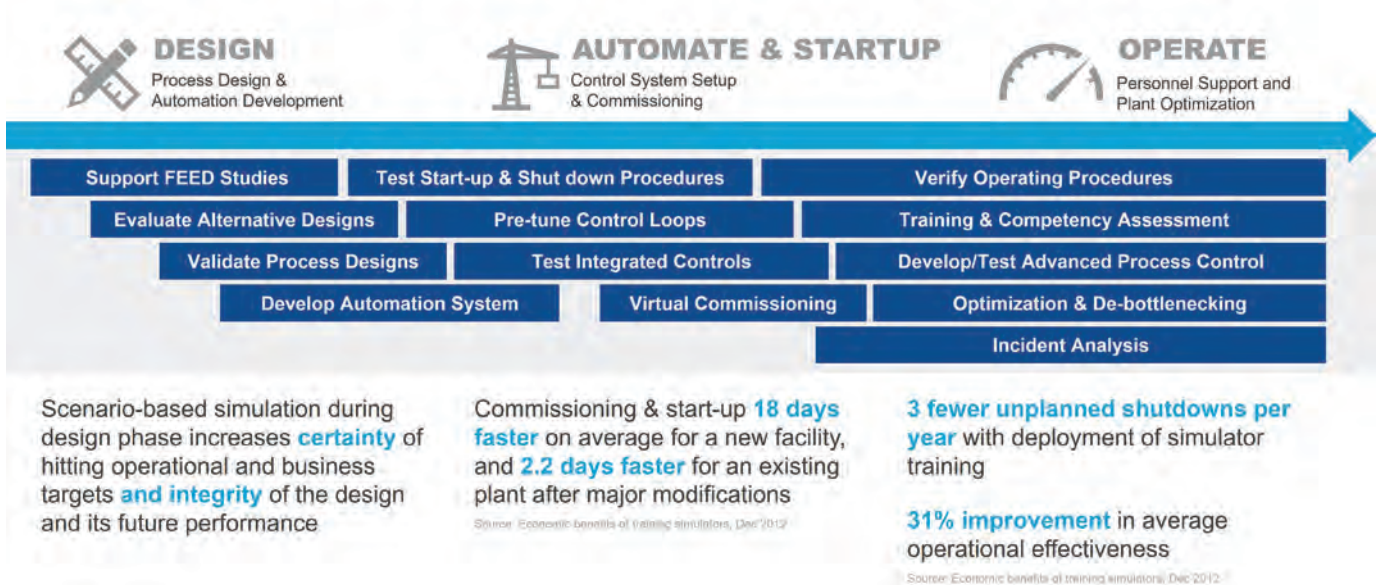 DESIGN
Process Design &
Automation Development
AUTOMATE & STARTUP
Control System Setup
& Commissioning
OPERATE
Personnel Support and
Plant Optimization
Support FEED Studies
Test Start-up & Shut down Procedures
Verify Operating Procedures
Evaluate Alternative Designs
Pre-tune Control Loops
Training & Competency Assessment
Validate Process Designs
Test Integrated Controls
Develop/Test Advanced Process Control
Develop Automation System
Virtual Commissioning
Optimization & De-bottlenecking
Incident Analysis
Scenario-based simulation during
design phase increases certainty of
hitting operational and business
targets and integrity of the design
and its future performance
Commissioning & start-up 18 days
faster on average for a new facility,
and 2.2 days faster for an existing
plant after major modifications
Source: Economic benefits of training simulators, Dec 2012
3 fewer unplanned shutdowns per
year with deployment of simulator
training
31% improvement in average
operational effectiveness
Source: Economic benefits of training simulators, Dec 2012